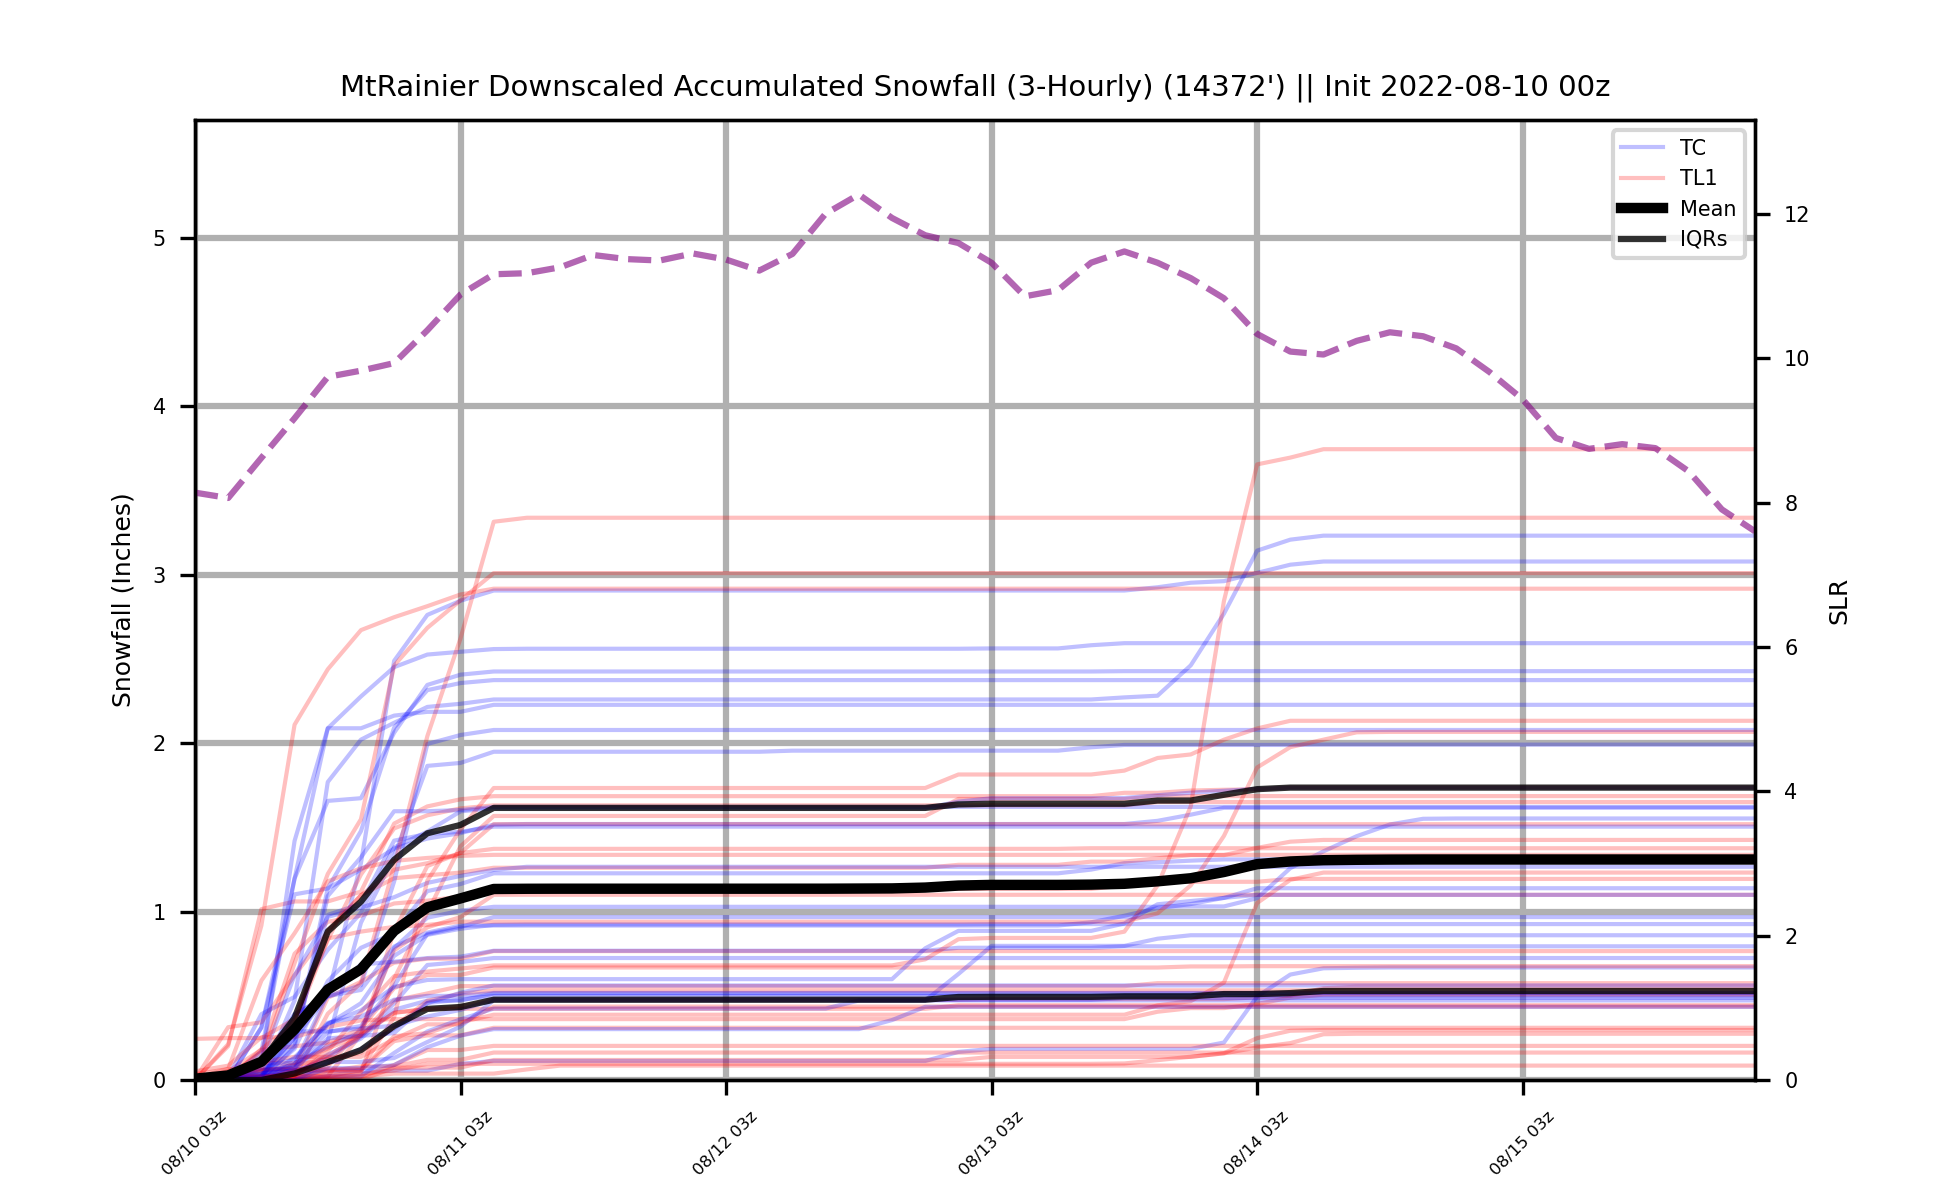 MtRainier Downscaled Accumulated Snowfall (3-Hourly) (14372') || Init 2022-08-10 00z
TC
TL1
Mean
IQRs
Snowfall (Inches)
5
4
3
2
1
0
SLR
12
10
8
6
4
2
0
08/10 03z
08/11 03z
08/12 03z
08/13 03z
08/14 03z
08/15 03z